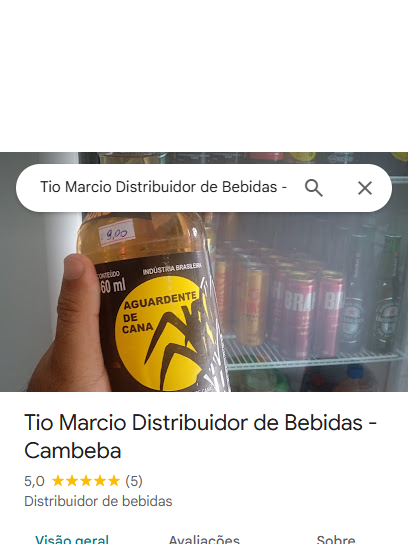 Tio Marcio Distribuidor de Bebidas -
9,00
CONTEÚDO
60 ml
INDÚSTRIA BRASILEIRA
AGUARDENTE
DE
CANA
BRA
Tio Marcio Distribuidor de Bebidas -
Cambeba
5,0 ★★★★★ (5)
Distribuidor de bebidas
Visão geral
Avaliações
Sobre